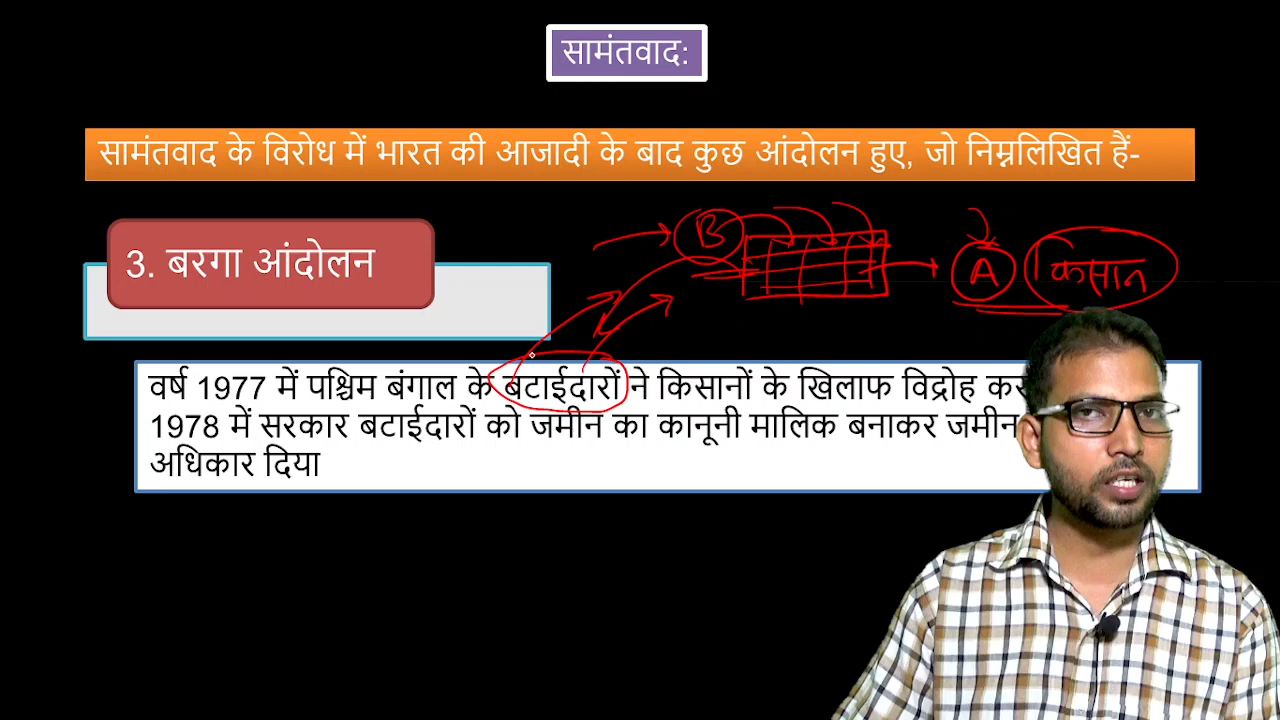 सामंतवाद:
सामंतवाद के विरोध में भारत की आजादी के बाद कुछ आंदोलन हुए, जो निम्नलिखित हैं-
3. बरगा आंदोलन
B
A किसान
वर्ष 1977 में पश्चिम बंगाल के बटाईदारों ने किसानों के खिलाफ विद्रोह
1978 में सरकार बटाईदारों को जमीन का कानूनी मालिक बनाकर जमीन
अधिकार दिया